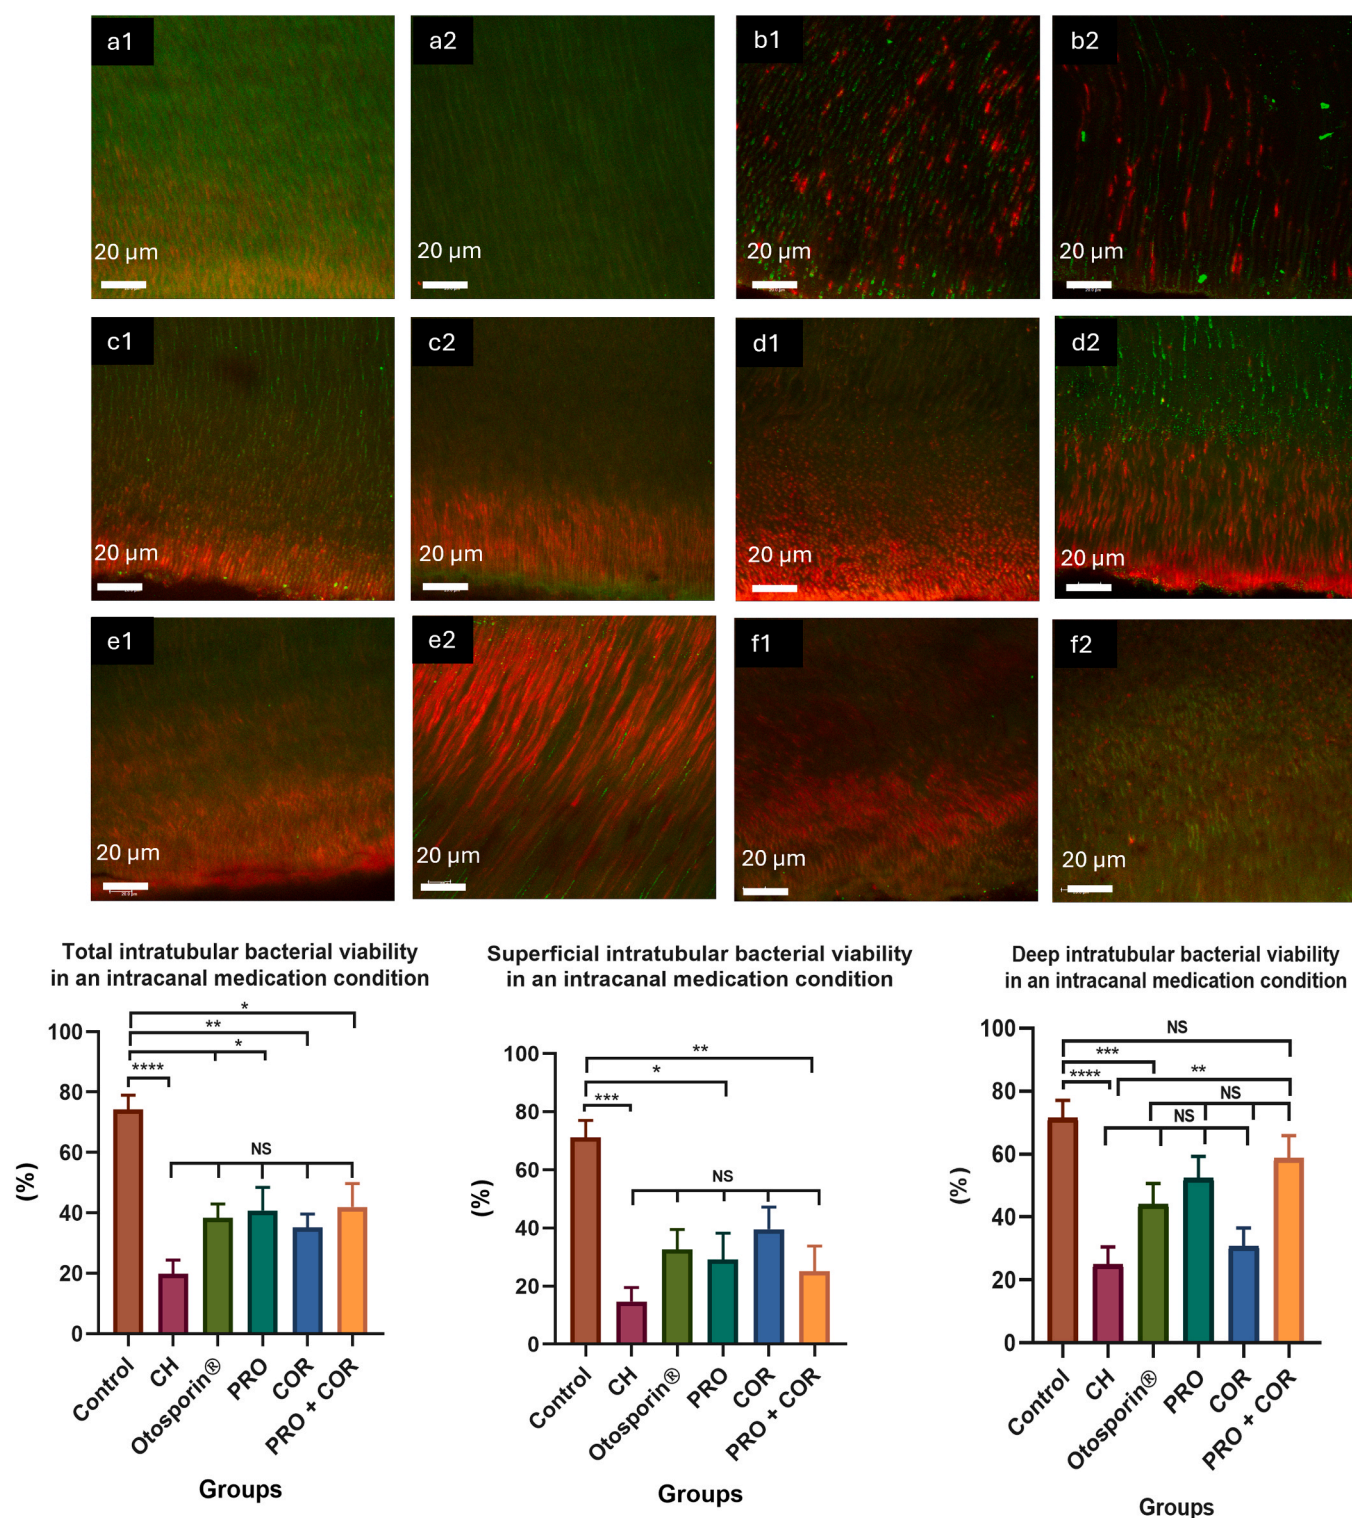 a1
a2
b1
b2
20 µm
20 µm
20 µm
20 µm
c1
c2
d1
d2
20 µm
20 µm
20 µm
20 µm
e1
e2
f1
f2
20 µm
20 µm
20 µm
20 µm
Total intratubular bacterial viability
in an intracanal medication condition
*
**
*
****
NS
100
80
60
40
20
0
(%)
Control
CH
Otosporin®
PRO
COR
PRO + COR
Groups
Superficial intratubular bacterial viability
in an intracanal medication condition
**
*
***
NS
100
80
60
40
20
0
(%)
Control
CH
Otosporin®
PRO
COR
PRO + COR
Groups
Deep intratubular bacterial viability
in an intracanal medication condition
NS
***
****
**
NS
NS
100
80
60
40
20
0
(%)
Control
CH
Otosporin®
PRO
COR
PRO + COR
Groups